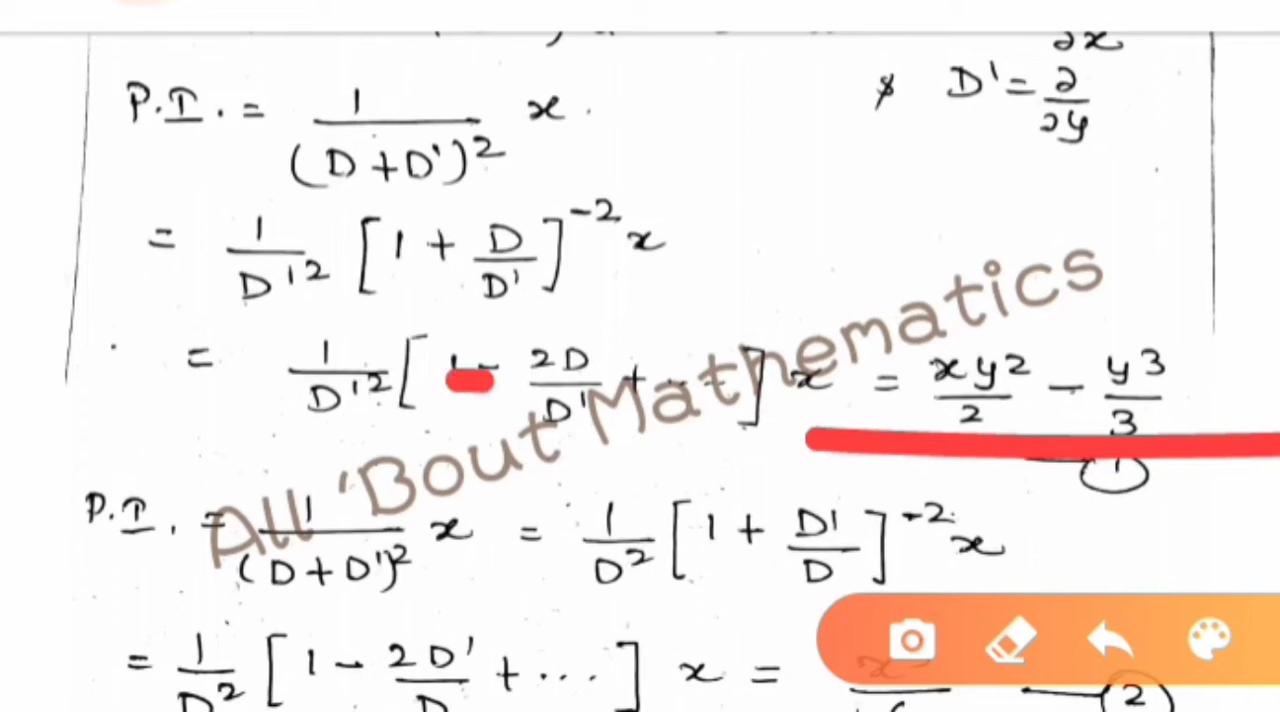 ∂x
& D' = ∂/∂y
P.I. = 1/(D+D')² x.
= 1/D'² [1 + D/D']⁻² x
= 1/D'² [1 - 2D/D' + ...] x = xy²/2 - y³/3
①
All 'Bout Mathematics
P.I. = 1/(D+D')² x = 1/D² [1 + D'/D]⁻² x
= 1/D² [1 - 2D'/D + ...] x =
②